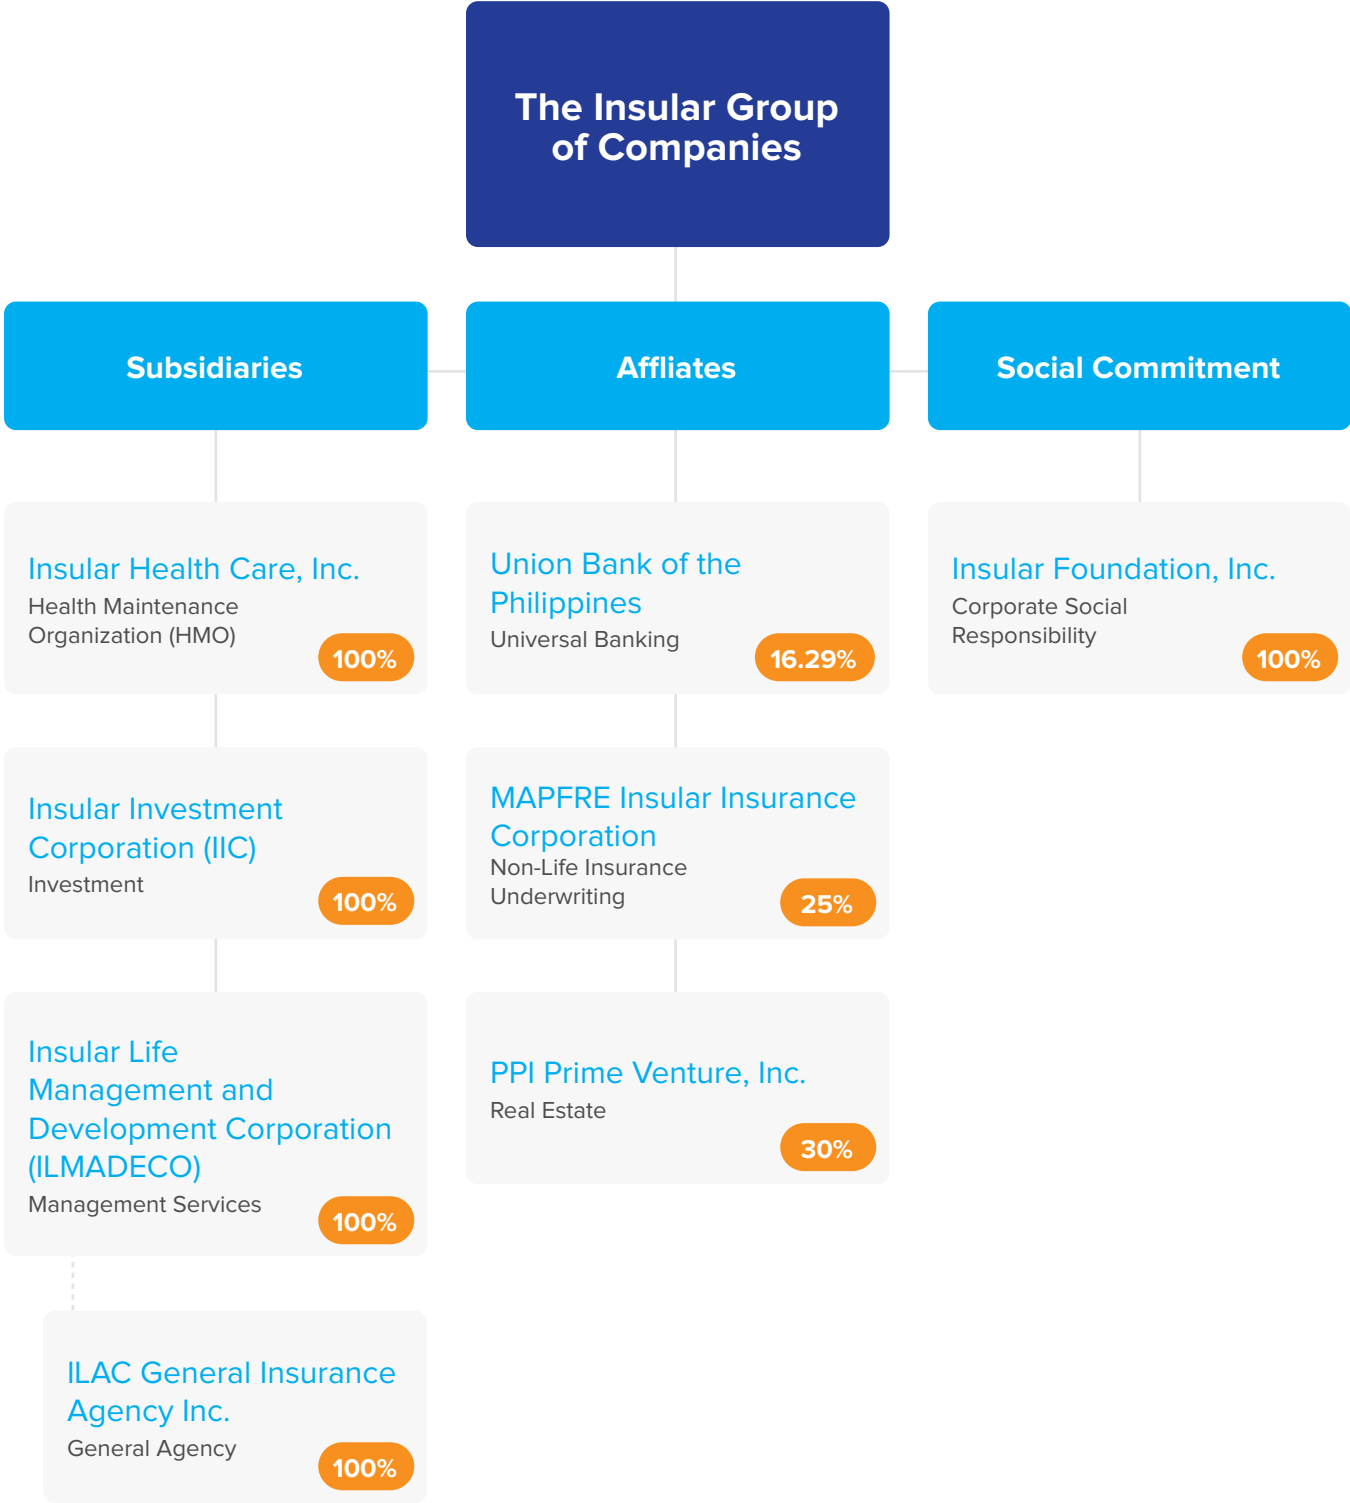 The Insular Group
of Companies
Subsidiaries
Affliates
Social Commitment
Insular Health Care, Inc.
Health Maintenance
Organization (HMO)
100%
Union Bank of the
Philippines
Universal Banking
16.29%
Insular Foundation, Inc.
Corporate Social
Responsibility
100%
Insular Investment
Corporation (IIC)
Investment
100%
MAPFRE Insular Insurance
Corporation
Non-Life Insurance
Underwriting
25%
Insular Life
Management and
Development Corporation
(ILMADECO)
Management Services
100%
PPI Prime Venture, Inc.
Real Estate
30%
ILAC General Insurance
Agency Inc.
General Agency
100%